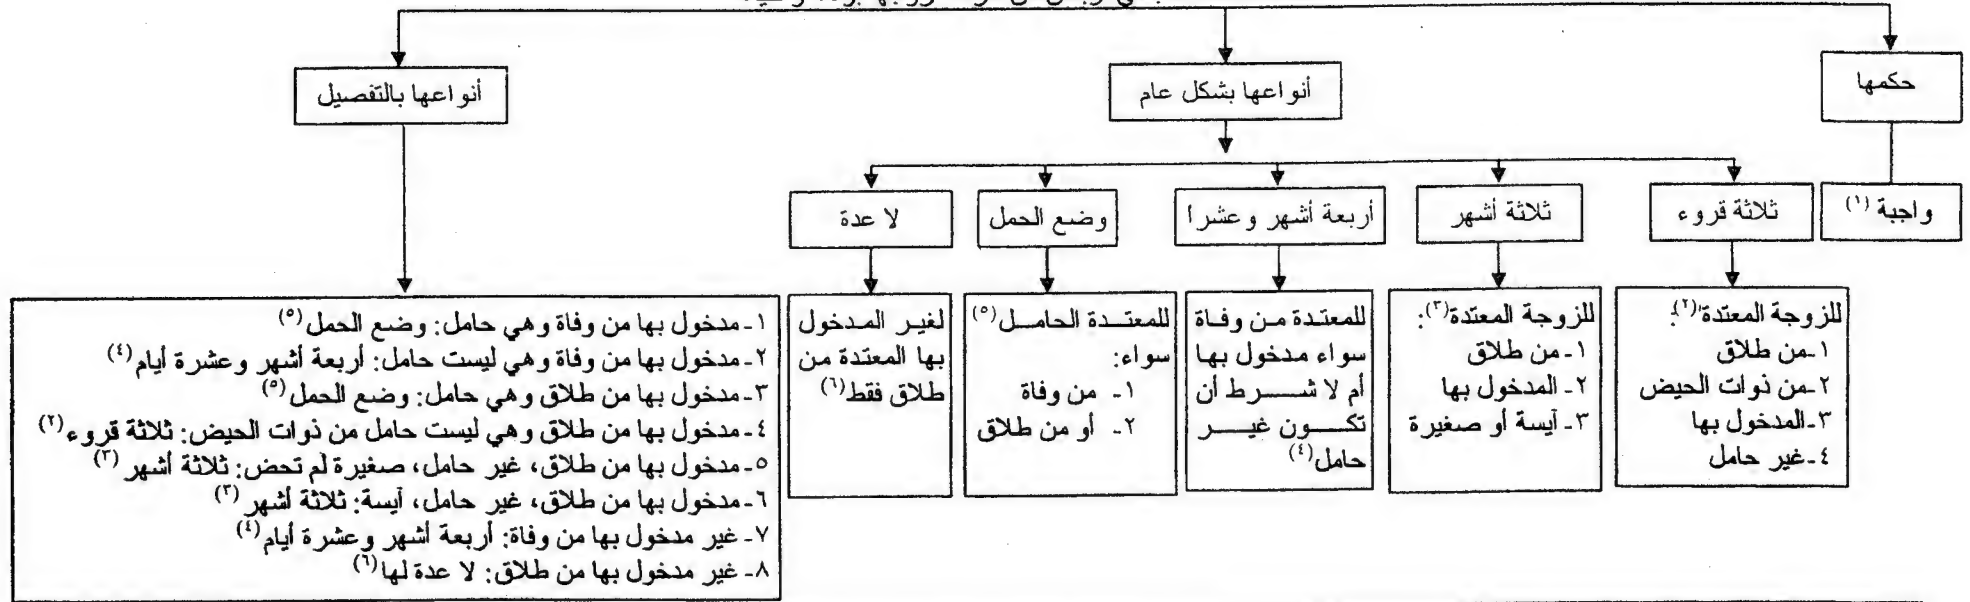 حكمها
أنواعها بشكل عام
أنواعها بالتفصيل
واجبة (١)
ثلاثة قروء
ثلاثة أشهر
أربعة أشهر وعشرا
وضع الحمل
لا عدة
للزوجة المعتدة(٢):
١-من طلاق
٢-من ذوات الحيض
٣-المدخول بها
٤-غير حامل
للزوجة المعتدة(٣):
١-من طلاق
٢- المدخول بها
٣- آيسة أو صغيرة
للمعتدة من وفاة
سواء مدخول بها
أم لا شرط أن
تكون غير
حامل(٤)
للمعتدة الحامل(٥)
سواء:
١- من وفاة
٢- أو من طلاق
لغير المدخول
بها المعتدة من
طلاق فقط(٦)
١-مدخول بها من وفاة وهي حامل: وضع الحمل(٥)
٢-مدخول بها من وفاة وهي ليست حامل: أربعة أشهر وعشرة أيام(٤)
٣-مدخول بها من طلاق وهي حامل: وضع الحمل(٥)
٤-مدخول بها من طلاق وهي ليست حامل من ذوات الحيض: ثلاثة قروء(٢)
٥-مدخول بها من طلاق، غير حامل، صغيرة لم تحض: ثلاثة أشهر(٣)
٦-مدخول بها من طلاق، غير حامل، آيسة: ثلاثة أشهر(٣)
٧- غير مدخول بها من وفاة: أربعة أشهر وعشرة أيام(٤)
٨- غير مدخول بها من طلاق: لا عدة لها(٦)